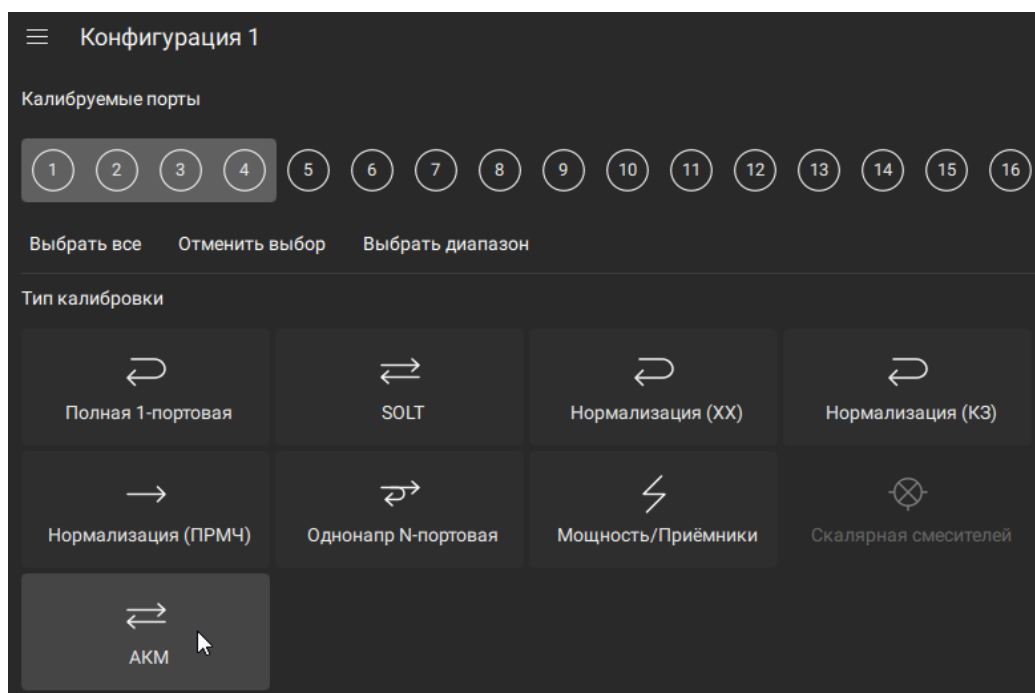 Конфигурация 1
Калибруемые порты
1 2 3 4 5 6 7 8 9 10 11 12 13 14 15 16
Выбрать все Отменить выбор Выбрать диапазон
Тип калибровки
Полная 1-портовая SOLT Нормализация (ХХ) Нормализация (КЗ)
Нормализация (ПРМЧ) Однонапр N-портовая Мощность/Приёмники Скалярная смесителей
АКМ